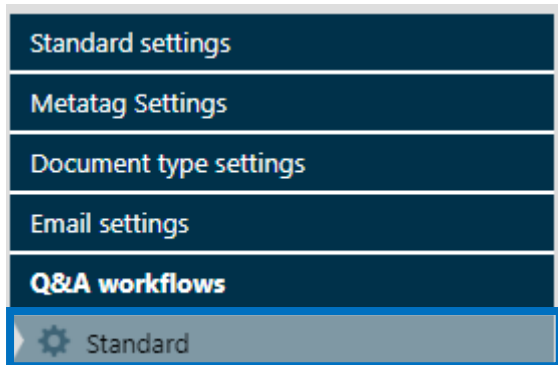 Standard settings
Metatag Settings
Document type settings
Email settings
Q&A workflows
Standard